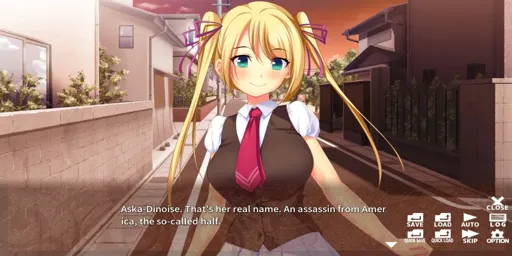 Aska-Dinoise. That's her real name. An assassin from Amer
ica, the so-called half.
CLOSE
SAVE LOAD AUTO LOG
QUICK SAVE QUICK LOAD SKIP OPTION